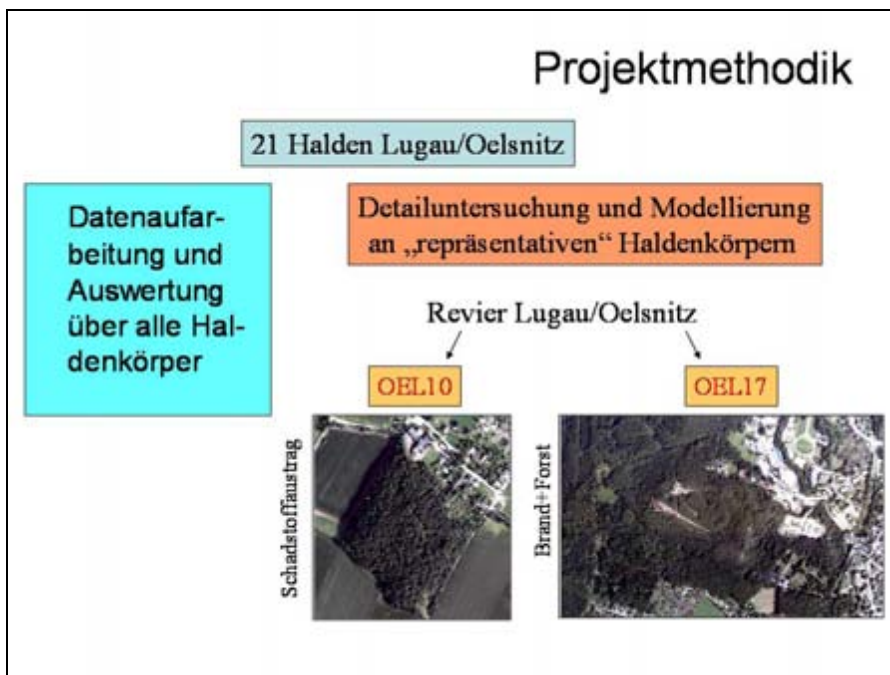 Projektmethodik
21 Halden Lugau/Oelsnitz
Datenaufar-
beitung und
Auswertung
über alle Hal-
denkörper
Detailuntersuchung und Modellierung
an „repräsentativen“ Haldenkörpern
Revier Lugau/Oelsnitz
OEL10
OEL17
Schadstoffaustrag
Brand+Forst